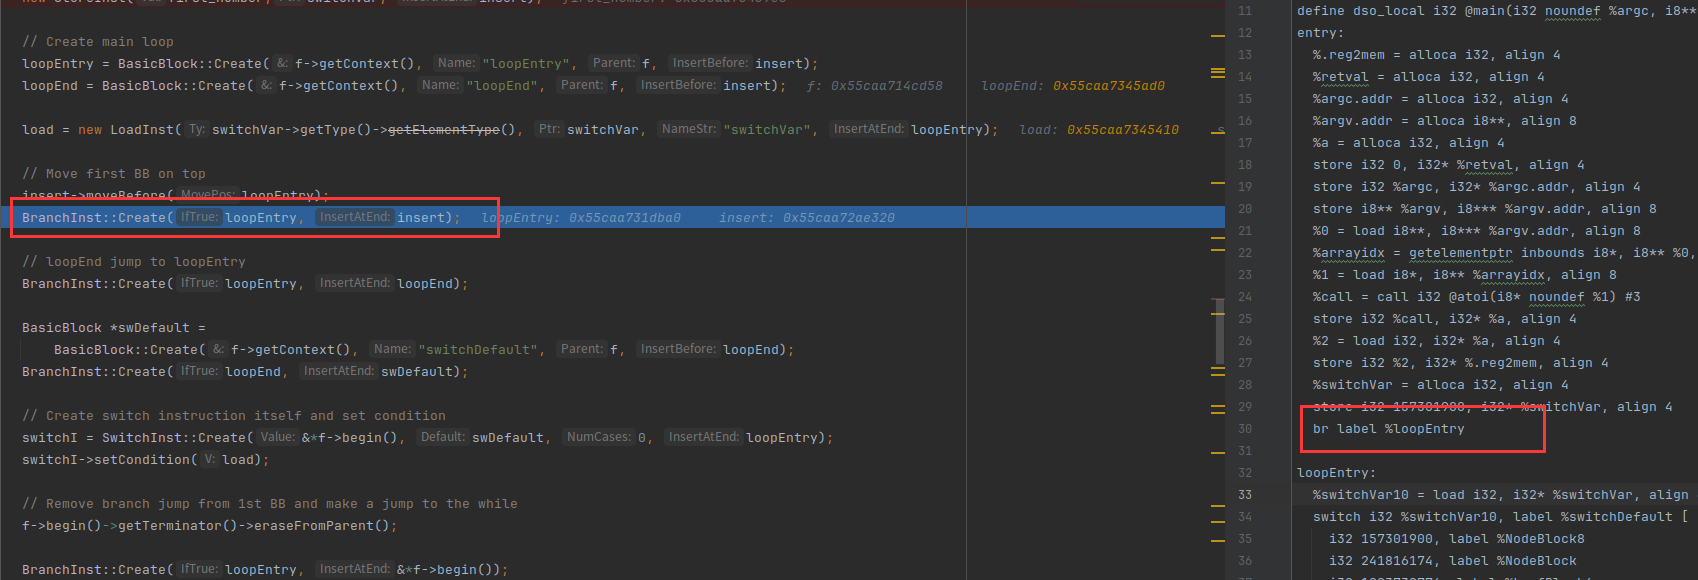 // Create main loop
loopEntry = BasicBlock::Create( &: f->getContext(), Name: "loopEntry", Parent: f, InsertBefore: insert);
loopEnd = BasicBlock::Create( &: f->getContext(), Name: "loopEnd", Parent: f, InsertBefore: insert); f: 0x55caa714cd58 loopEnd: 0x55caa7345ad0
load = new LoadInst( Ty: switchVar->getType()->getElementType(), Ptr: switchVar, NameStr: "switchVar", InsertAtEnd: loopEntry); load: 0x55caa7345410 s
// Move first BB on top
insert->moveBefore( MovePos: loopEntry);
BranchInst::Create( IfTrue: loopEntry, InsertAtEnd: insert); loopEntry: 0x55caa731dba0 insert: 0x55caa72ae320
// loopEnd jump to loopEntry
BranchInst::Create( IfTrue: loopEntry, InsertAtEnd: loopEnd);
BasicBlock *swDefault =
BasicBlock::Create( &: f->getContext(), Name: "switchDefault", Parent: f, InsertBefore: loopEnd);
BranchInst::Create( IfTrue: loopEnd, InsertAtEnd: swDefault);
// Create switch instruction itself and set condition
switchI = SwitchInst::Create( Value: &*f->begin(), Default: swDefault, NumCases: 0, InsertAtEnd: loopEntry);
switchI->setCondition( V: load);
// Remove branch jump from 1st BB and make a jump to the while
f->begin()->getTerminator()->eraseFromParent();
BranchInst::Create( IfTrue: loopEntry, InsertAtEnd: &*f->begin());
11 define dso_local i32 @main(i32 noundef %argc, i8**
12 entry:
13 %.reg2mem = alloca i32, align 4
14 %retval = alloca i32, align 4
15 %argc.addr = alloca i32, align 4
16 %argv.addr = alloca i8**, align 8
17 %a = alloca i32, align 4
18 store i32 0, i32* %retval, align 4
19 store i32 %argc, i32* %argc.addr, align 4
20 store i8** %argv, i8*** %argv.addr, align 8
21 %0 = load i8**, i8*** %argv.addr, align 8
22 %arrayidx = getelementptr inbounds i8*, i8** %0,
23 %1 = load i8*, i8** %arrayidx, align 8
24 %call = call i32 @atoi(i8* noundef %1) #3
25 store i32 %call, i32* %a, align 4
26 %2 = load i32, i32* %a, align 4
27 store i32 %2, i32* %.reg2mem, align 4
28 %switchVar = alloca i32, align 4
29 store i32 157301900, i32* %switchVar, align 4
30 br label %loopEntry
31
32 loopEntry:
33 %switchVar10 = load i32, i32* %switchVar, align
34 switch i32 %switchVar10, label %switchDefault [
35 i32 157301900, label %NodeBlock8
36 i32 241816174, label %NodeBlock